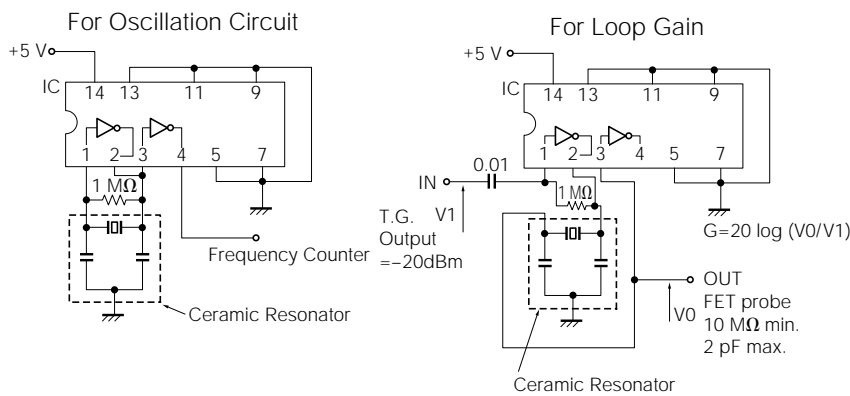 For Oscillation Circuit
+5 V
IC
14 13 11 9
1 2 3 4 5 7
1 MΩ
Frequency Counter
Ceramic Resonator
For Loop Gain
+5 V
IC
14 13 11 9
1 2 3 4 5 7
0.01
IN
1MΩ
V1
T.G.
Output
=−20dBm
G=20 log (V0/V1)
OUT
FET probe
V0
10 MΩ min.
2 pF max.
Ceramic Resonator